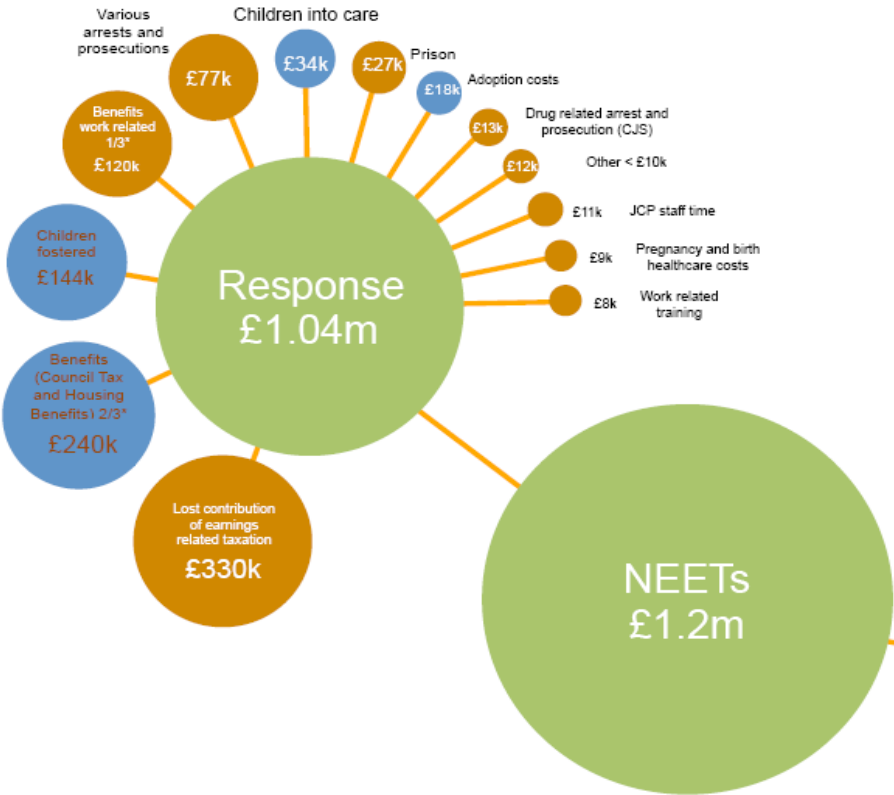 Various
arrests and
prosecutions
£77k
Children into care
£34k
Prison
£27k
Adoption costs
£18k
Drug related arrest and
prosecution (CJS)
£13k
Other < £10k
£12k
£11k
JCP staff time
£9k
Pregnancy and birth
healthcare costs
£8k
Work related
training
Benefits
work related
1/3*
£120k
Children
fostered
£144k
Benefits
(Council Tax
and Housing
Benefits) 2/3*
£240k
Lost contribution
of earnings
related taxation
£330k
Response
£1.04m
NEETs
£1.2m